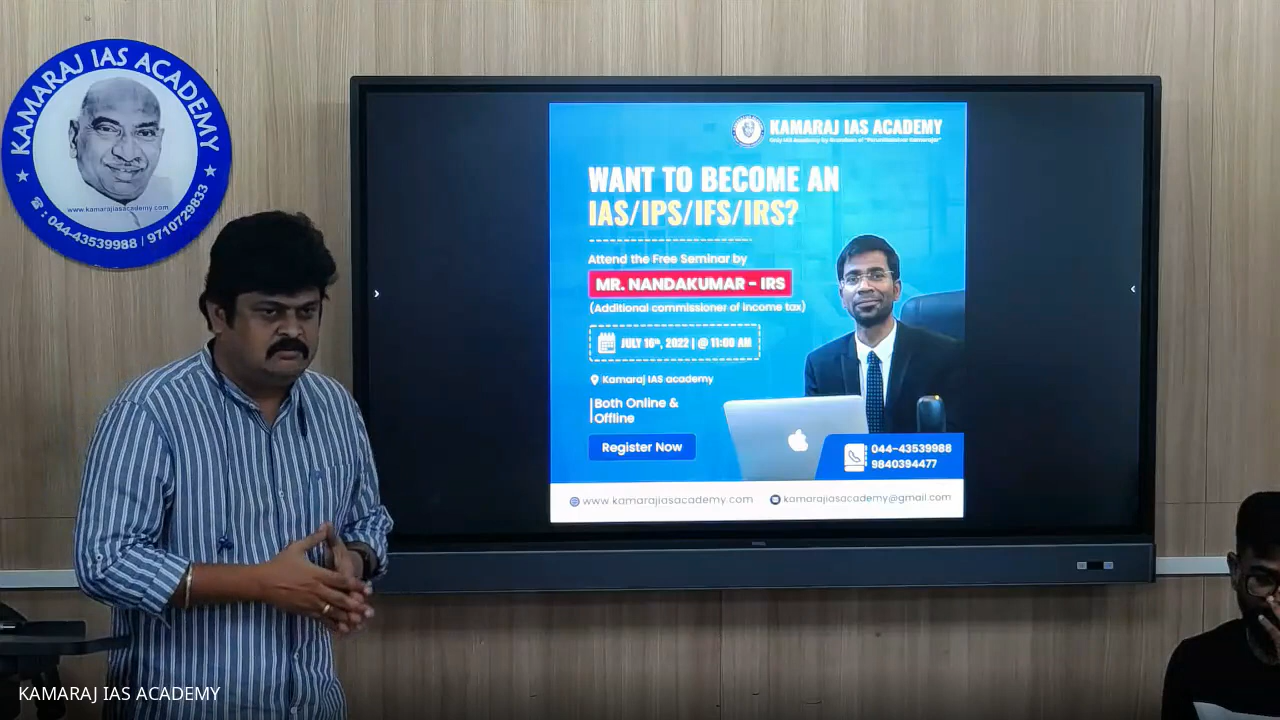 KAMARAJ IAS ACADEMY
www.kamarajiasacademy.com
: 044-43539988 / 9710729833
KAMARAJ IAS ACADEMY
WANT TO BECOME AN
IAS/IPS/IFS/IRS?
Attend the Free Seminar by
MR. NANDAKUMAR - IRS
(Additional commissioner of income tax)
JULY 16th, 2022 | @ 11:00 AM
Kamaraj IAS academy
Both Online &
Offline
Register Now
044-43539988
9840394477
www.kamarajiasacademy.com
kamarajiasacademy@gmail.com
KAMARAJ IAS ACADEMY